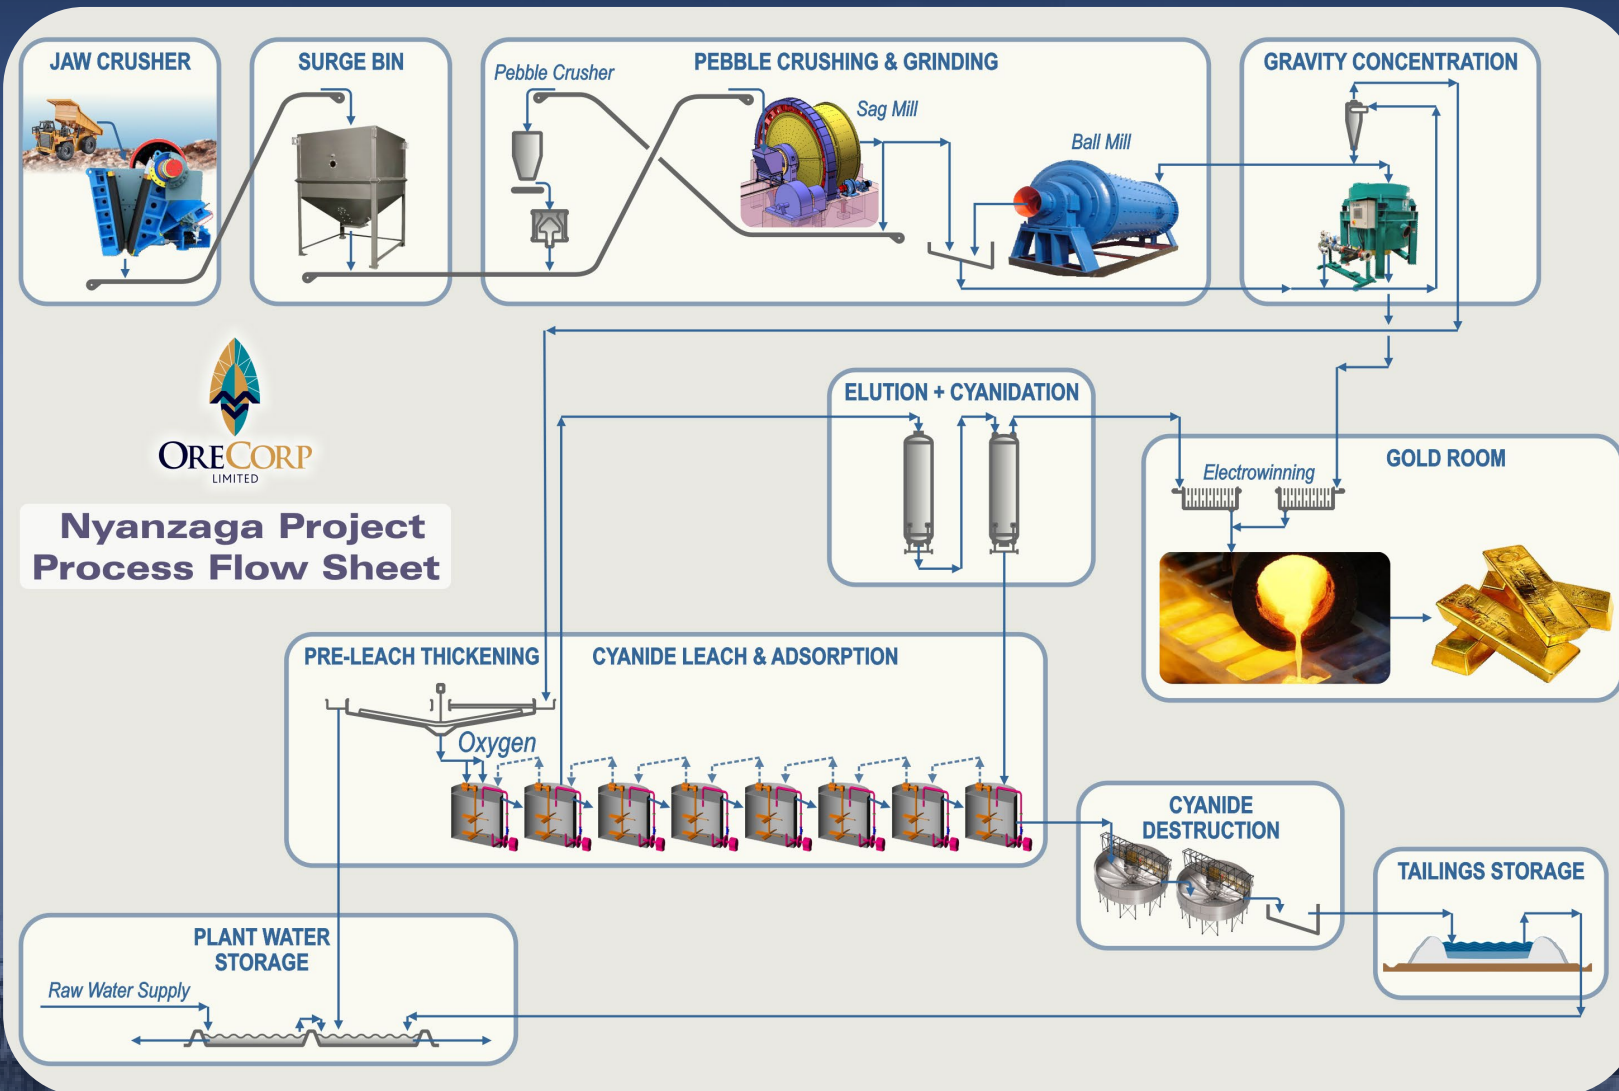 JAW CRUSHER
SURGE BIN
PEBBLE CRUSHING & GRINDING
Pebble Crusher
Sag Mill
Ball Mill
GRAVITY CONCENTRATION
ORECORP
LIMITED
Nyanzaga Project
Process Flow Sheet
ELUTION + CYANIDATION
GOLD ROOM
Electrowinning
PRE-LEACH THICKENING
CYANIDE LEACH & ADSORPTION
Oxygen
CYANIDE
DESTRUCTION
TAILINGS STORAGE
PLANT WATER
STORAGE
Raw Water Supply